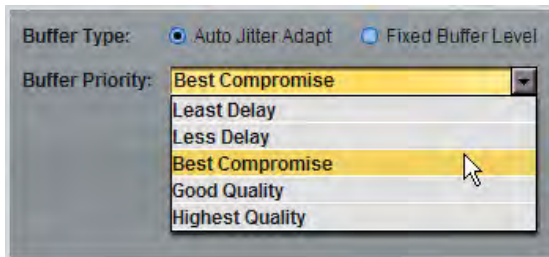 Buffer Type: Auto Jitter Adapt Fixed Buffer Level
Buffer Priority: Best Compromise
Least Delay
Less Delay
Best Compromise
Good Quality
Highest Quality